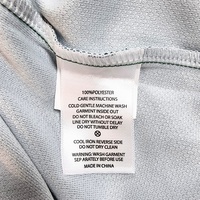 100%POLYESTER
CARE INSTRUCTIONS
COLD GENTLE MACHINE WASH
GARMENT INSIDE OUT
DO NOT BLEACH OR SOAK
LINE DRY WITHOUT DELAY
DO NOT TUMBLE DRY
COOL IRON REVERSE SIDE
DO NOT DRY CLEAN
WARNING: WASH GARMENT
SEP ARATELY BEFORE USE
MADE IN CHINA